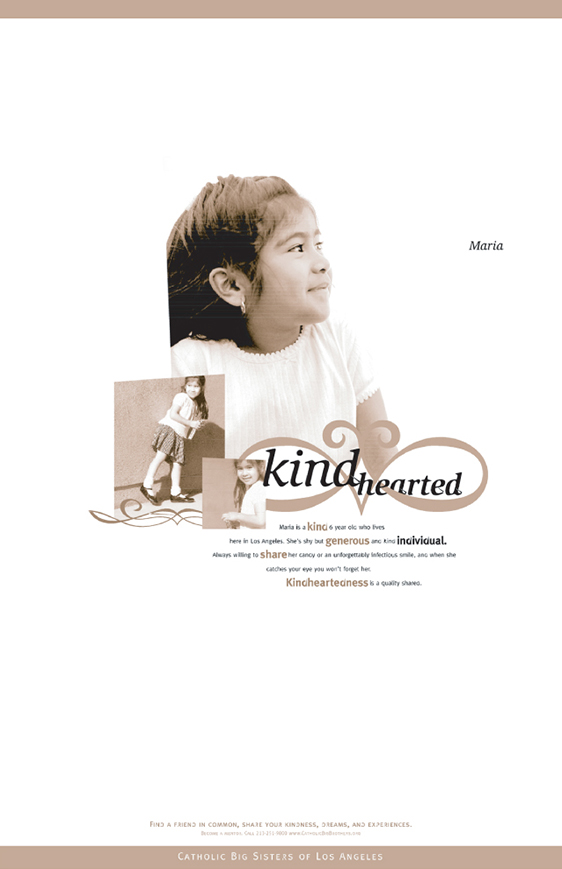 Maria
kind
hearted
Maria is a kind 6 year old who lives
here in Los Angeles. She's shy but generous and kind individual.
Always willing to share her candy or an unforgettably infectious smile, and when she
catches your eye you won't forget her.
Kindheartedness is a quality shared.
Find a friend in common, share your kindness, dreams, and experiences.
Catholic Big Sisters of Los Angeles